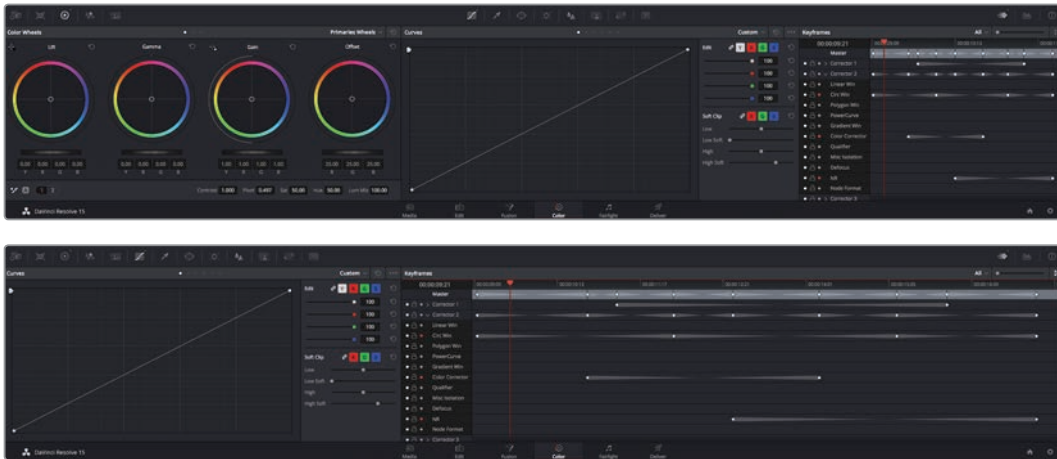 Color Wheels
Primaries Wheels
Lift
Gamma
Gain
Offset
0.00 0.00 0.00 0.00
0.00 0.00 0.00 0.00
1.00 1.00 1.00 1.00
25.00 25.00 25.00
Y R G B
Y R G B
Y R G B
R G B
1 2
Contrast 1.000 Pivot 0.497 Sat 50.00 Hue 50.00 Lum Mix 100.00
Curves
Custom
Edit
100
100
100
100
Soft Clip
Low
Low Soft
High
High Soft
Keyframes
All
00:00:09:21
Master
Corrector 1
Corrector 2
Linear Win
Circ Win
Polygon Win
PowerCurve
Gradient Win
Color Corrector
Qualifier
Misc Isolation
Defocus
NR
Node Format
Corrector 3
DaVinci Resolve 15
Media
Edit
Fusion
Color
Fairlight
Deliver
Curves
Custom
Edit
100
100
100
100
Soft Clip
Low
Low Soft
High
High Soft
Keyframes
All
00:00:09:21
Master
Corrector 1
Corrector 2
Linear Win
Circ Win
Polygon Win
PowerCurve
Gradient Win
Color Corrector
Qualifier
Misc Isolation
Defocus
NR
Node Format
Corrector 3
DaVinci Resolve 15
Media
Edit
Fusion
Color
Fairlight
Deliver